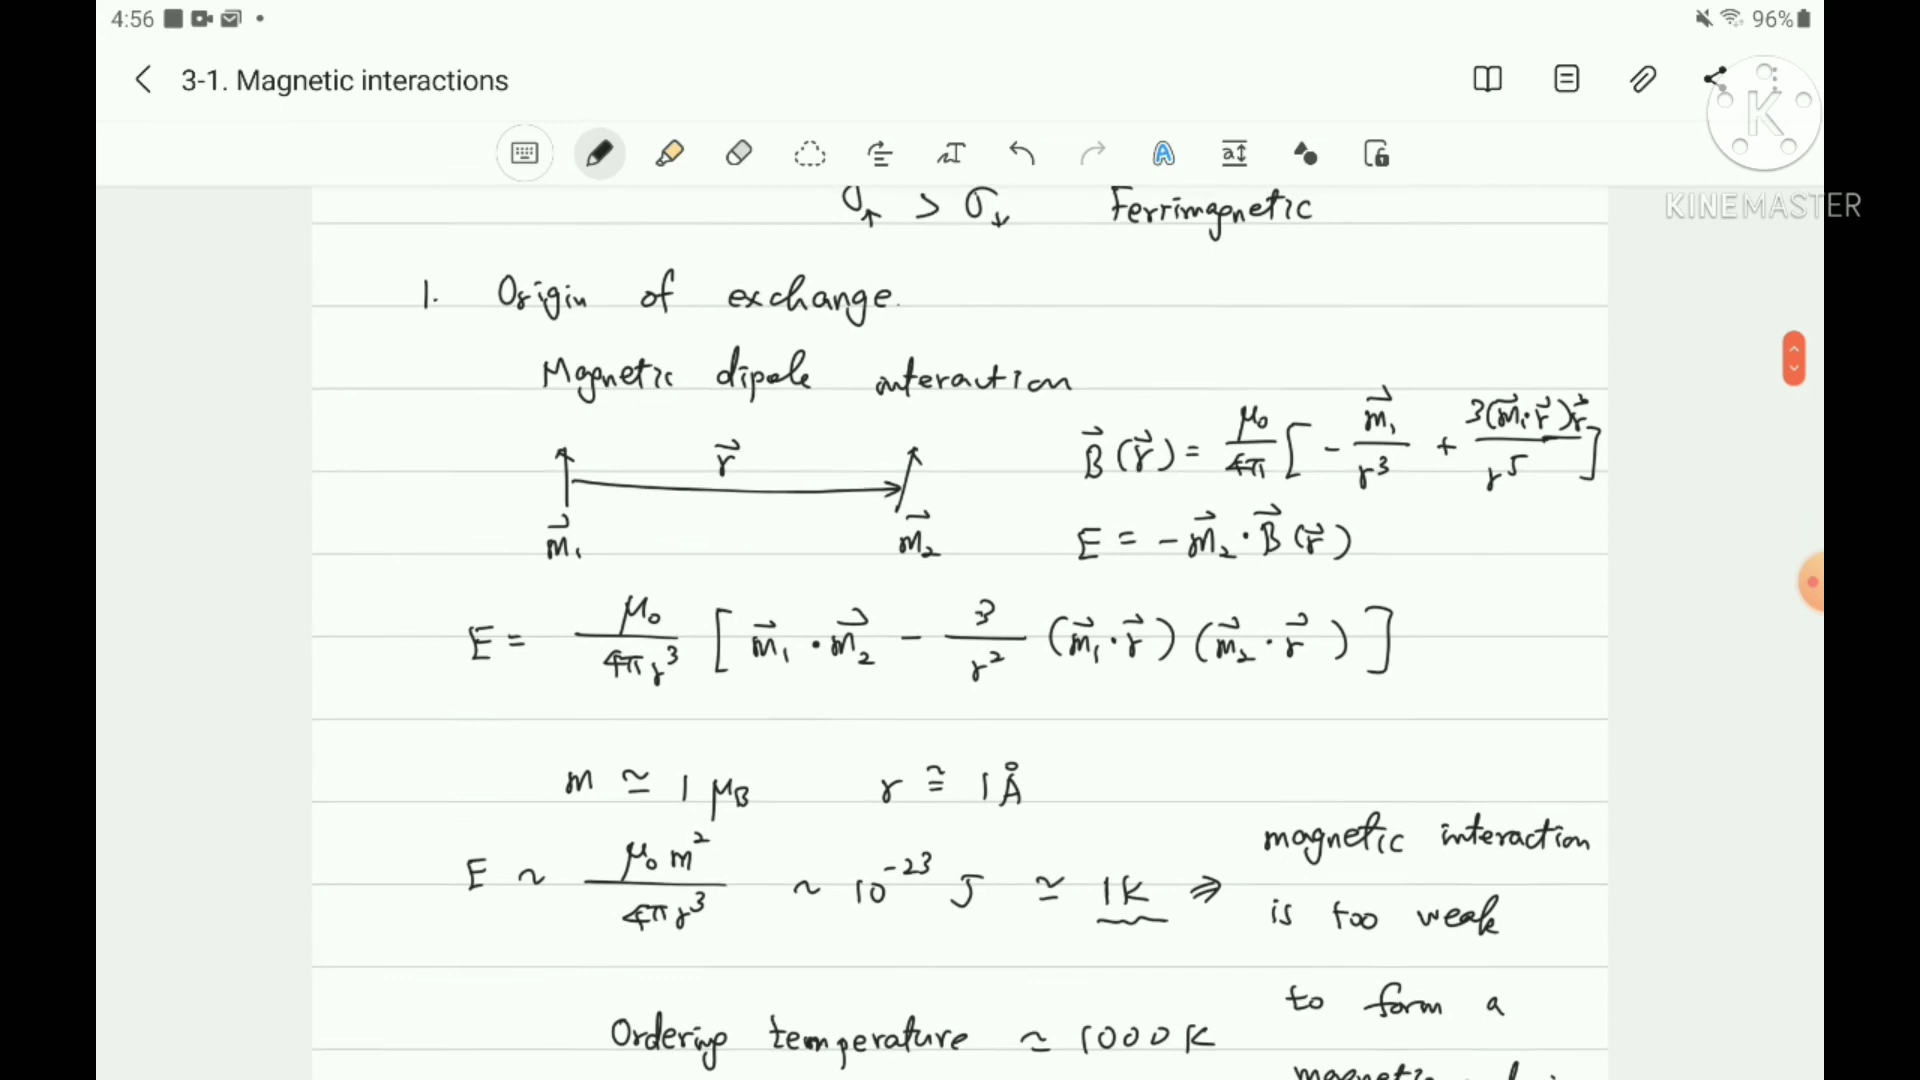 4:56
96%
3-1. Magnetic interactions
KINEMASTER
σ↑ > σ↓ Ferrimagnetic
1. Origin of exchange.
Magnetic dipole interaction
r⃗
m⃗₁ m⃗₂
B⃗(r⃗) = μ₀/4π [ - m⃗₁/r³ + 3(m⃗₁·r⃗)r⃗/r⁵ ]
E = -m⃗₂·B⃗(r⃗)
E = μ₀/4πr³ [ m⃗₁·m⃗₂ - 3/r² (m⃗₁·r⃗)(m⃗₂·r⃗) ]
m ≃ 1 μB r ≅ 1Å
E ~ μ₀m²/4πr³ ~ 10⁻²³ J ≃ 1K ⇒
magnetic interaction
is too weak
to form a
Ordering temperature ≃ 1000K